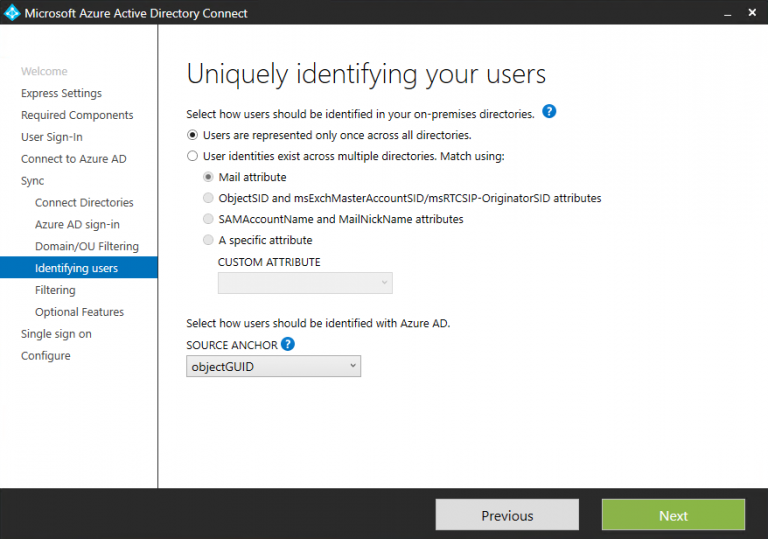 Microsoft Azure Active Directory Connect
Welcome
Express Settings
Required Components
User Sign-In
Connect to Azure AD
Sync
Connect Directories
Azure AD sign-in
Domain/OU Filtering
Identifying users
Filtering
Optional Features
Single sign on
Configure
Uniquely identifying your users
Select how users should be identified in your on-premises directories. ?
Users are represented only once across all directories.
User identities exist across multiple directories. Match using:
Mail attribute
ObjectSID and msExchMasterAccountSID/msRTCSIP-OriginatorSID attributes
SAMAccountName and MailNickName attributes
A specific attribute
CUSTOM ATTRIBUTE
Select how users should be identified with Azure AD.
SOURCE ANCHOR ?
objectGUID
Previous
Next